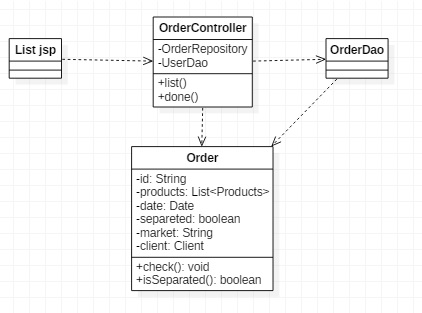 List jsp
OrderController
-OrderRepository
-UserDao
+list()
+done()
OrderDao
Order
-id: String
-products: List<Products>
-date: Date
-separeted: boolean
-market: String
-client: Client
+check(): void
+isSeparated(): boolean